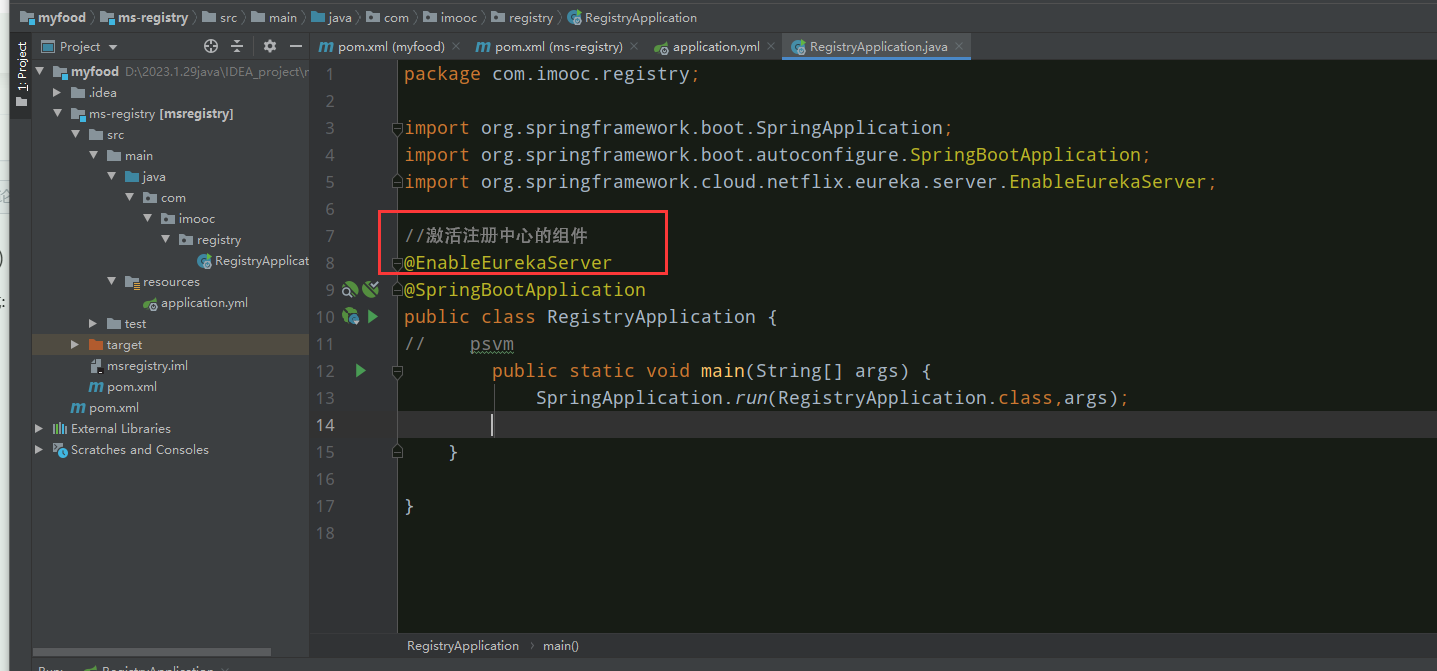 myfood ms-registry src main java com imooc registry RegistryApplication
1: Project
Project
pom.xml (myfood) pom.xml (ms-registry) application.yml RegistryApplication.java
myfood D:\2023.1.29java\IDEA_project\
.idea
ms-registry [msregistry]
src
main
java
com
imooc
registry
RegistryApplicat
resources
application.yml
test
target
msregistry.iml
pom.xml
pom.xml
External Libraries
Scratches and Consoles
1 package com.imooc.registry;
2
3 import org.springframework.boot.SpringApplication;
4 import org.springframework.boot.autoconfigure.SpringBootApplication;
5 import org.springframework.cloud.netflix.eureka.server.EnableEurekaServer;
6
7 //激活注册中心的组件
8 @EnableEurekaServer
9 @SpringBootApplication
10 public class RegistryApplication {
11 // psvm
12 public static void main(String[] args) {
13 SpringApplication.run(RegistryApplication.class,args);
14
15 }
16
17 }
18
RegistryApplication main()